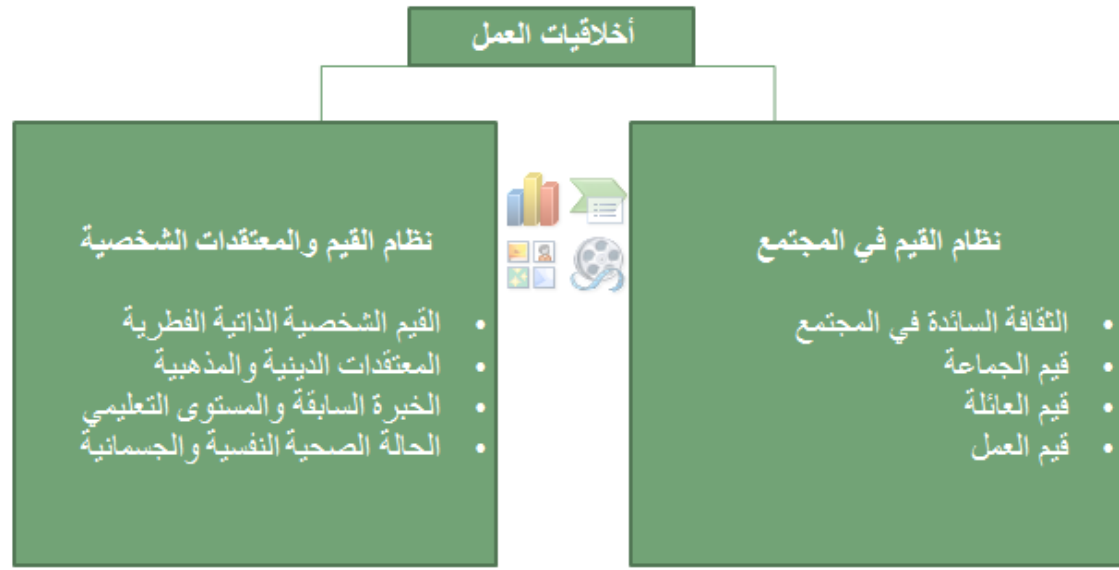 أخلاقيات العمل
نظام القيم في المجتمع
• الثقافة السائدة في المجتمع
• قيم الجماعة
• قيم العائلة
• قيم العمل
نظام القيم والمعتقدات الشخصية
• القيم الشخصية الذاتية الفطرية
• المعتقدات الدينية والمذهبية
• الخبرة السابقة والمستوى التعليمي
• الحالة الصحية النفسية والجسمانية